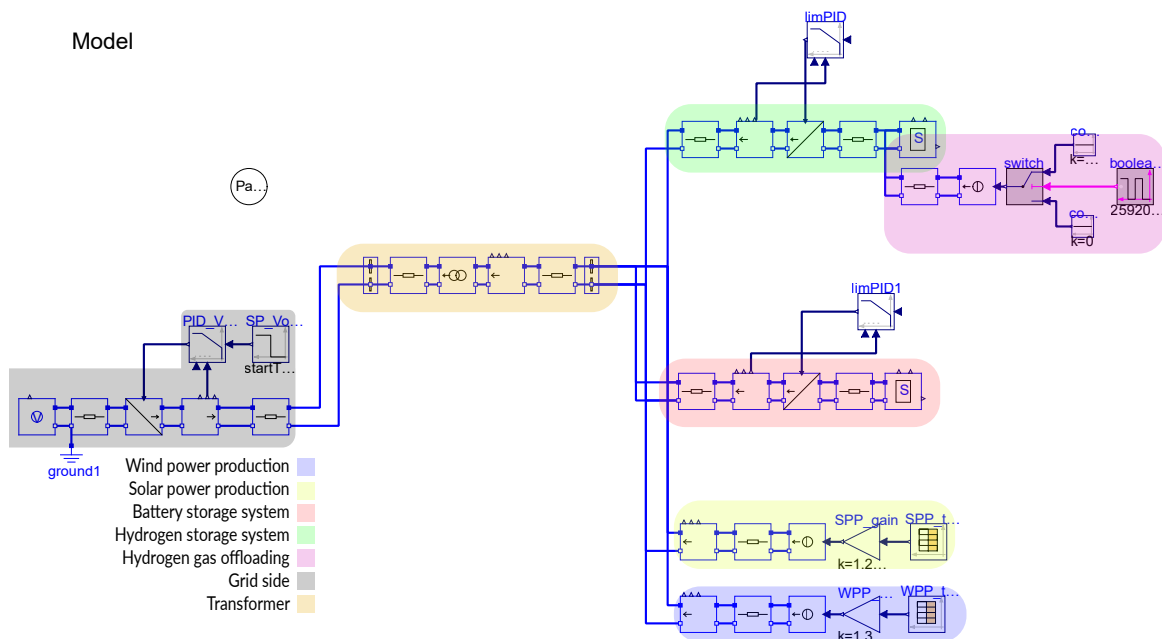 Model
limPID
co...
k=...
switch
boolea...
25920...
co...
k=0
S
Pa...
limPID1
S
PID_V...
SP_Vo...
startT...
V
ground1
Wind power production
Solar power production
Battery storage system
Hydrogen storage system
Hydrogen gas offloading
Grid side
Transformer
SPP_gain
SPP_t...
k=1.2...
WPP_...
WPP_t...
k=1.3